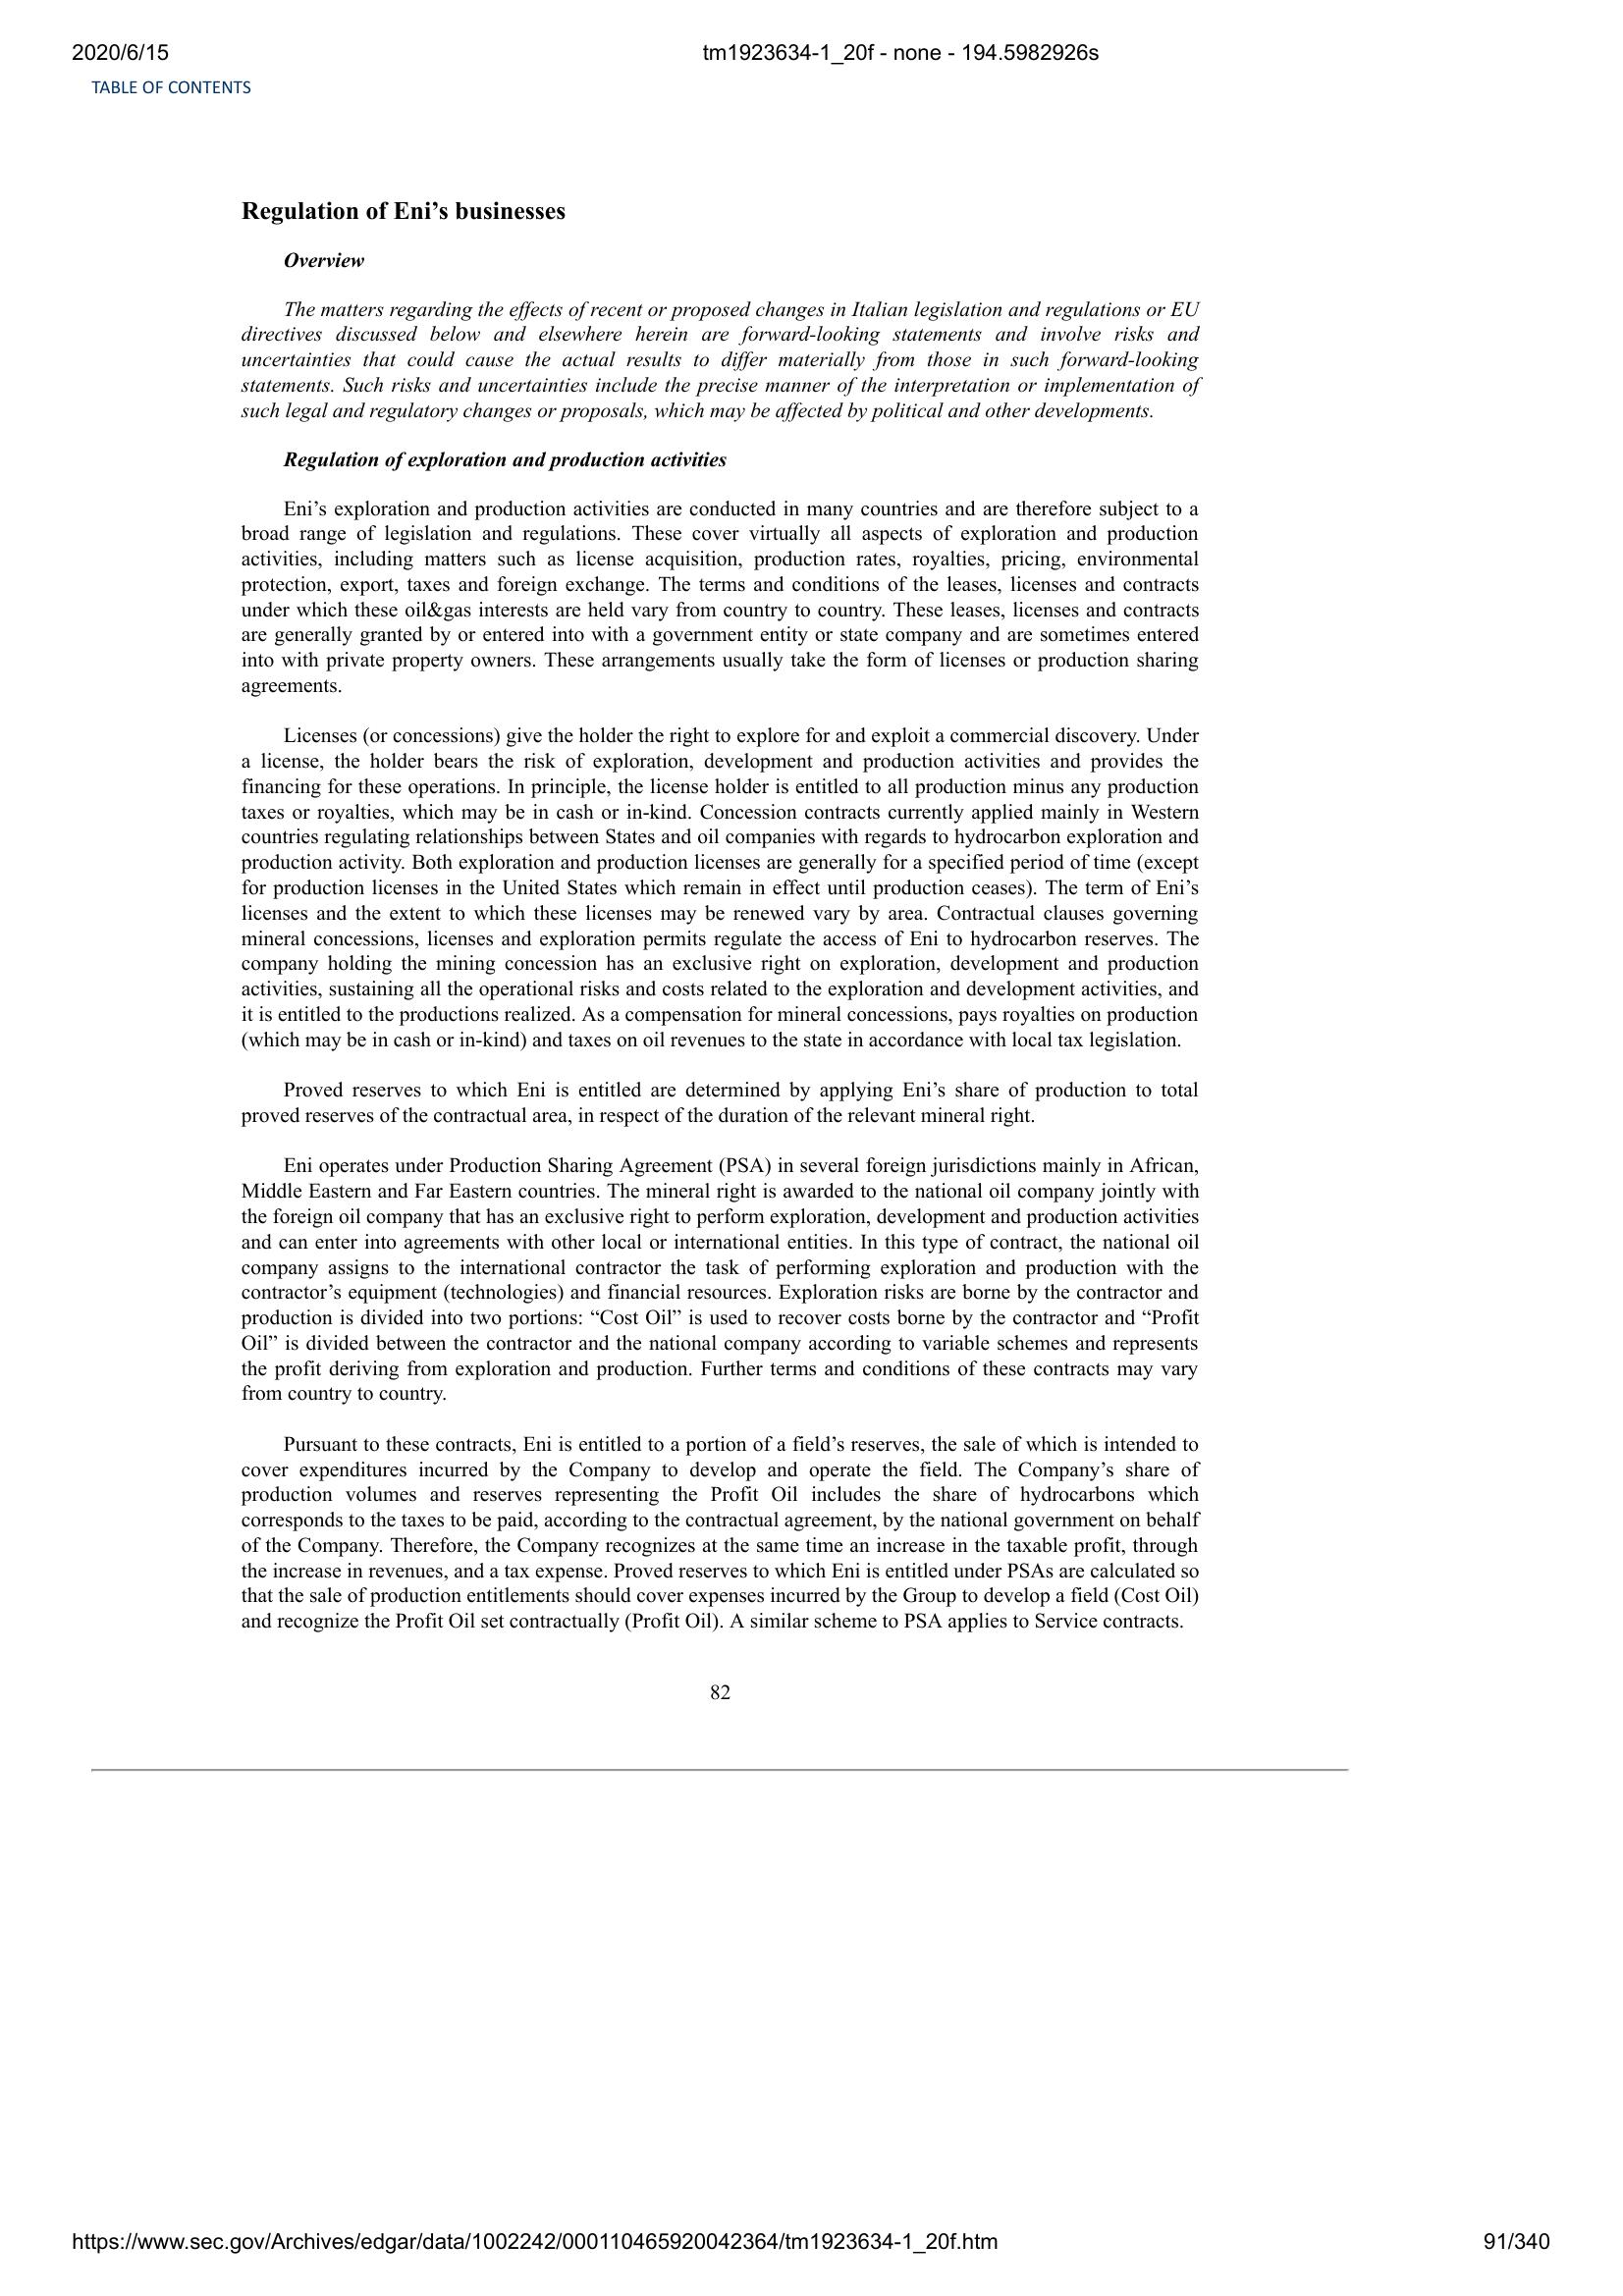 2020/6/15
tm1923634-1_20f - none - 194.5982926s
TABLE OF CONTENTS
Regulation of Eni’s businesses
Overview
The matters regarding the effects of recent or proposed changes in Italian legislation and regulations or EU
directives discussed below and elsewhere herein are forward-looking statements and involve risks and
uncertainties that could cause the actual results to differ materially from those in such forward-looking
statements. Such risks and uncertainties include the precise manner of the interpretation or implementation of
such legal and regulatory changes or proposals, which may be affected by political and other developments.
Regulation of exploration and production activities
Eni’s exploration and production activities are conducted in many countries and are therefore subject to a
broad range of legislation and regulations. These cover virtually all aspects of exploration and production
activities, including matters such as license acquisition, production rates, royalties, pricing, environmental
protection, export, taxes and foreign exchange. The terms and conditions of the leases, licenses and contracts
under which these oil&gas interests are held vary from country to country. These leases, licenses and contracts
are generally granted by or entered into with a government entity or state company and are sometimes entered
into with private property owners. These arrangements usually take the form of licenses or production sharing
agreements.
Licenses (or concessions) give the holder the right to explore for and exploit a commercial discovery. Under
a license, the holder bears the risk of exploration, development and production activities and provides the
financing for these operations. In principle, the license holder is entitled to all production minus any production
taxes or royalties, which may be in cash or in-kind. Concession contracts currently applied mainly in Western
countries regulating relationships between States and oil companies with regards to hydrocarbon exploration and
production activity. Both exploration and production licenses are generally for a specified period of time (except
for production licenses in the United States which remain in effect until production ceases). The term of Eni’s
licenses and the extent to which these licenses may be renewed vary by area. Contractual clauses governing
mineral concessions, licenses and exploration permits regulate the access of Eni to hydrocarbon reserves. The
company holding the mining concession has an exclusive right on exploration, development and production
activities, sustaining all the operational risks and costs related to the exploration and development activities, and
it is entitled to the productions realized. As a compensation for mineral concessions, pays royalties on production
(which may be in cash or in-kind) and taxes on oil revenues to the state in accordance with local tax legislation.
Proved reserves to which Eni is entitled are determined by applying Eni’s share of production to total
proved reserves of the contractual area, in respect of the duration of the relevant mineral right.
Eni operates under Production Sharing Agreement (PSA) in several foreign jurisdictions mainly in African,
Middle Eastern and Far Eastern countries. The mineral right is awarded to the national oil company jointly with
the foreign oil company that has an exclusive right to perform exploration, development and production activities
and can enter into agreements with other local or international entities. In this type of contract, the national oil
company assigns to the international contractor the task of performing exploration and production with the
contractor’s equipment (technologies) and financial resources. Exploration risks are borne by the contractor and
production is divided into two portions: “Cost Oil” is used to recover costs borne by the contractor and “Profit
Oil” is divided between the contractor and the national company according to variable schemes and represents
the profit deriving from exploration and production. Further terms and conditions of these contracts may vary
from country to country.
Pursuant to these contracts, Eni is entitled to a portion of a field’s reserves, the sale of which is intended to
cover expenditures incurred by the Company to develop and operate the field. The Company’s share of
production volumes and reserves representing the Profit Oil includes the share of hydrocarbons which
corresponds to the taxes to be paid, according to the contractual agreement, by the national government on behalf
of the Company. Therefore, the Company recognizes at the same time an increase in the taxable profit, through
the increase in revenues, and a tax expense. Proved reserves to which Eni is entitled under PSAs are calculated so
that the sale of production entitlements should cover expenses incurred by the Group to develop a field (Cost Oil)
and recognize the Profit Oil set contractually (Profit Oil). A similar scheme to PSA applies to Service contracts.
82
https://www.sec.gov/Archives/edgar/data/1002242/000110465920042364/tm1923634-1_20f.htm
91/340